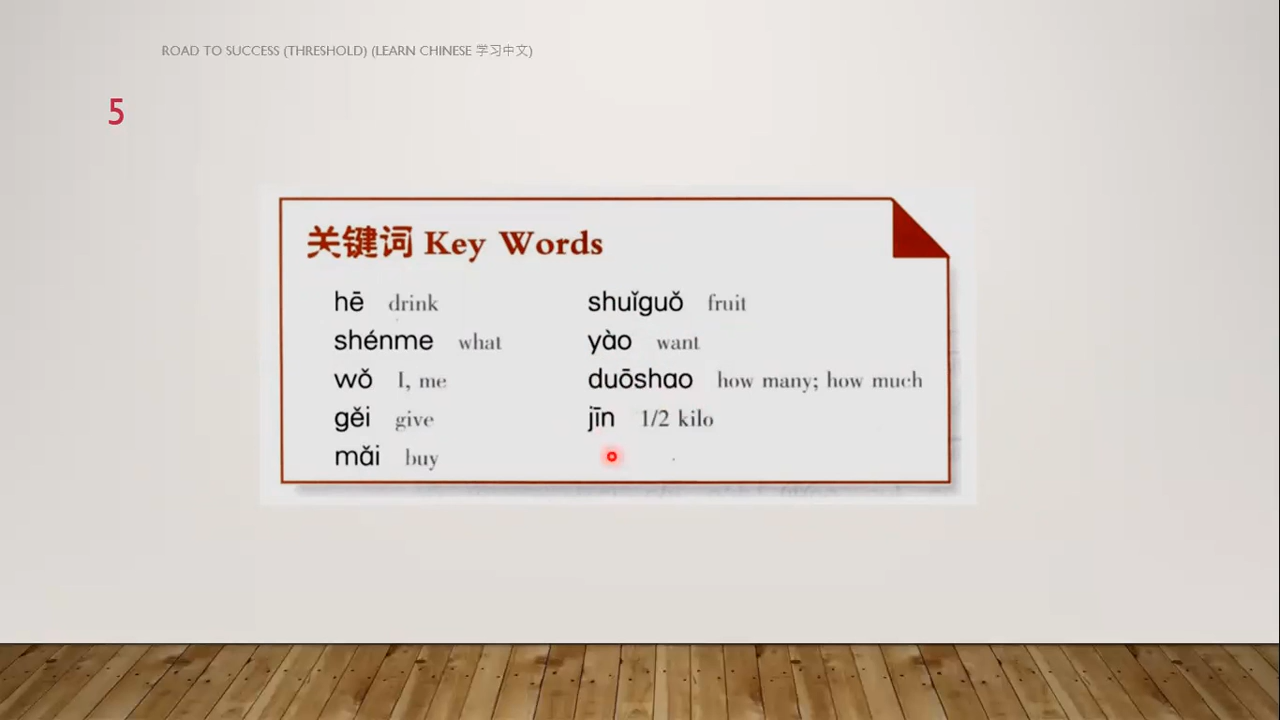 ROAD TO SUCCESS (THRESHOLD) (LEARN CHINESE 学习中文)
5
关键词 Key Words
hē drink
shénme what
wǒ I, me
gěi give
mǎi buy
shuǐguǒ fruit
yào want
duōshao how many; how much
jīn 1/2 kilo